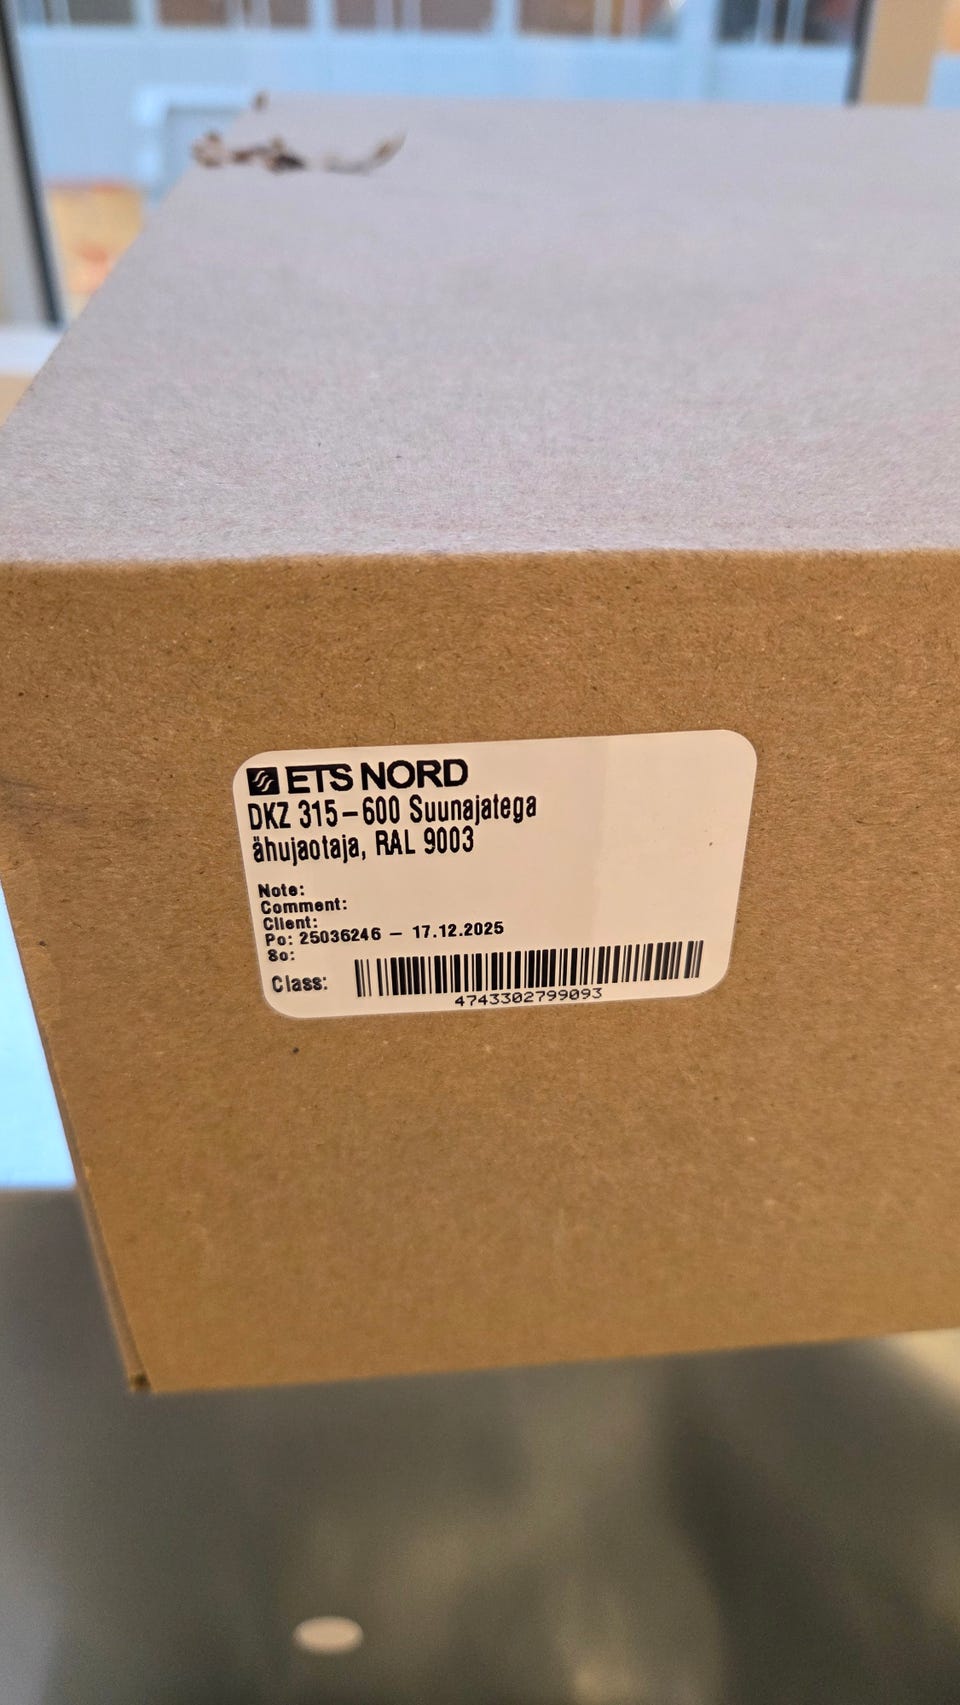 ETS NORD
DKZ 315-600 Suunajatega
õhujaotaja, RAL 9003
Note:
Comment:
Client:
Po: 25036246 - 17.12.2025
So:
Class:
4743302799093